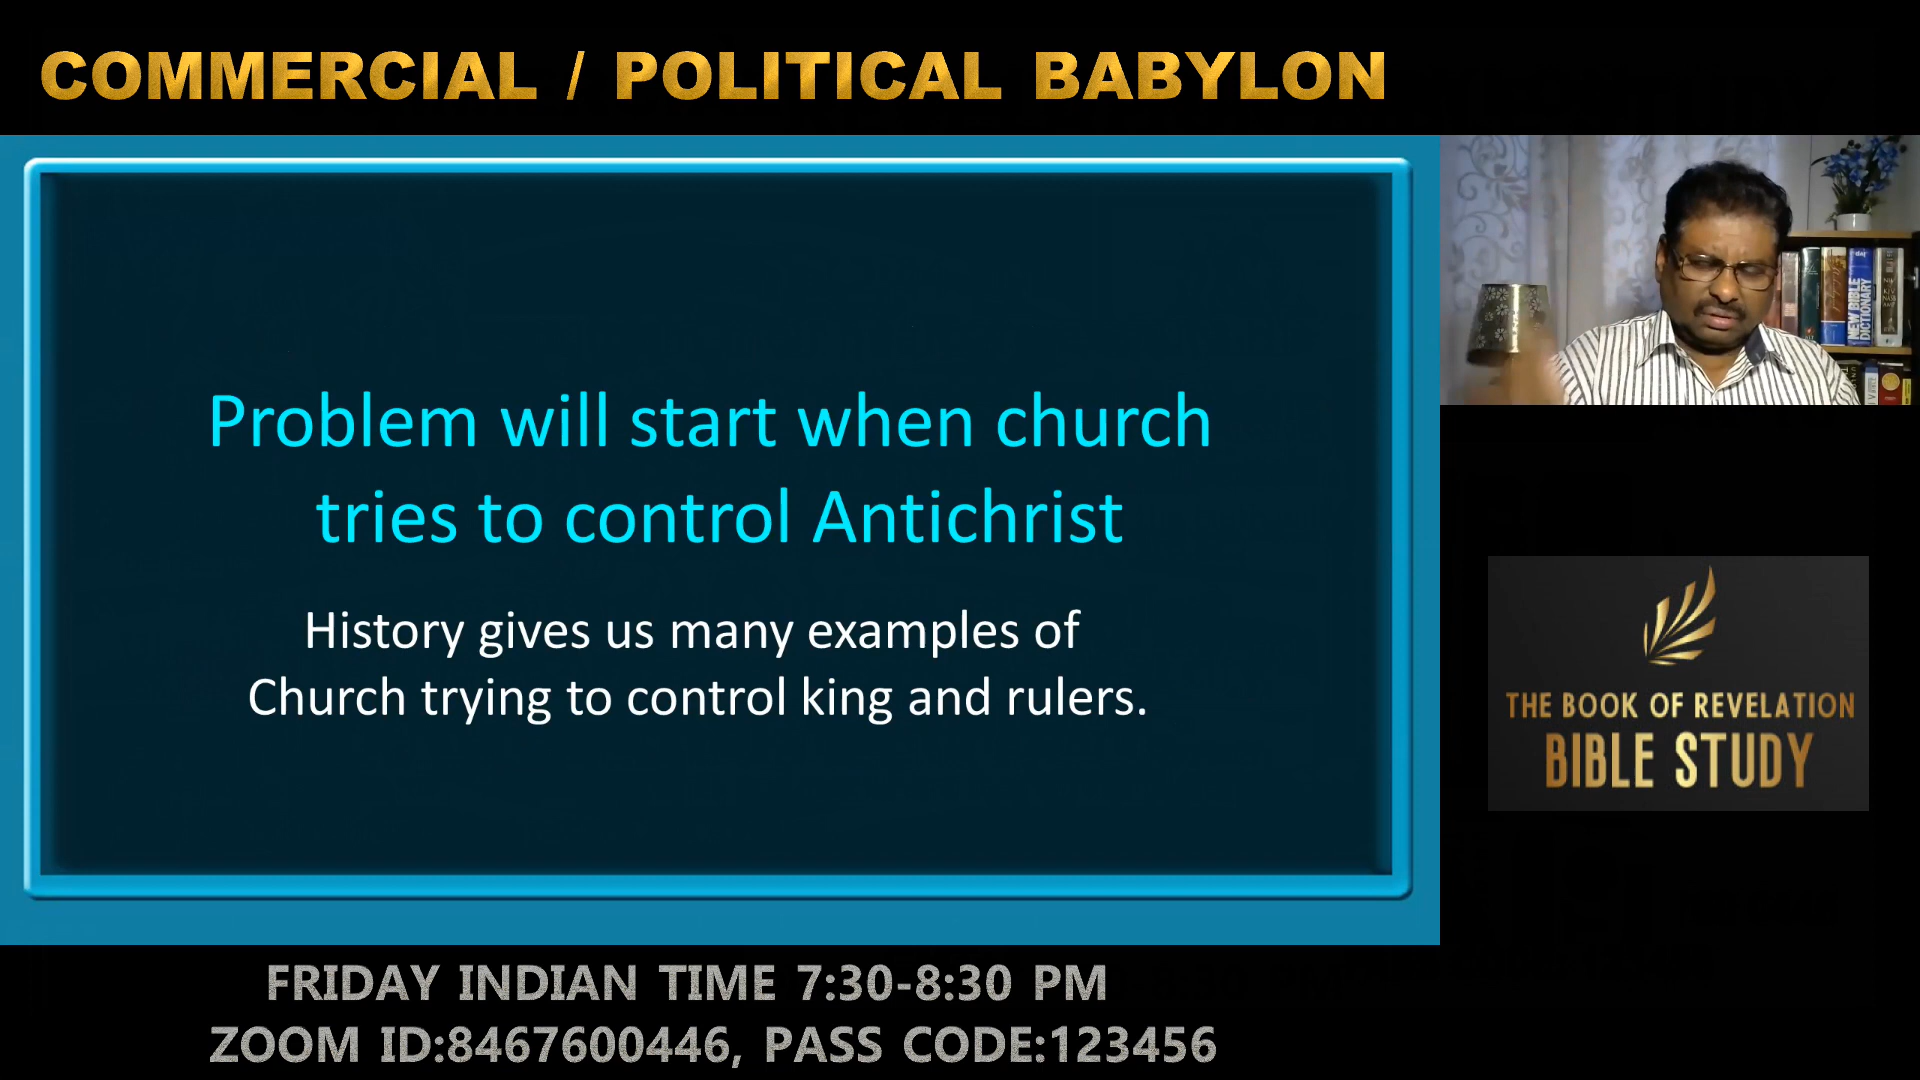 COMMERCIAL / POLITICAL BABYLON
Problem will start when church
tries to control Antichrist
History gives us many examples of
Church trying to control king and rulers.
NEW BIBLE
DICTIONARY
THE BOOK OF REVELATION
BIBLE STUDY
FRIDAY INDIAN TIME 7:30-8:30 PM
ZOOM ID:8467600446, PASS CODE:123456